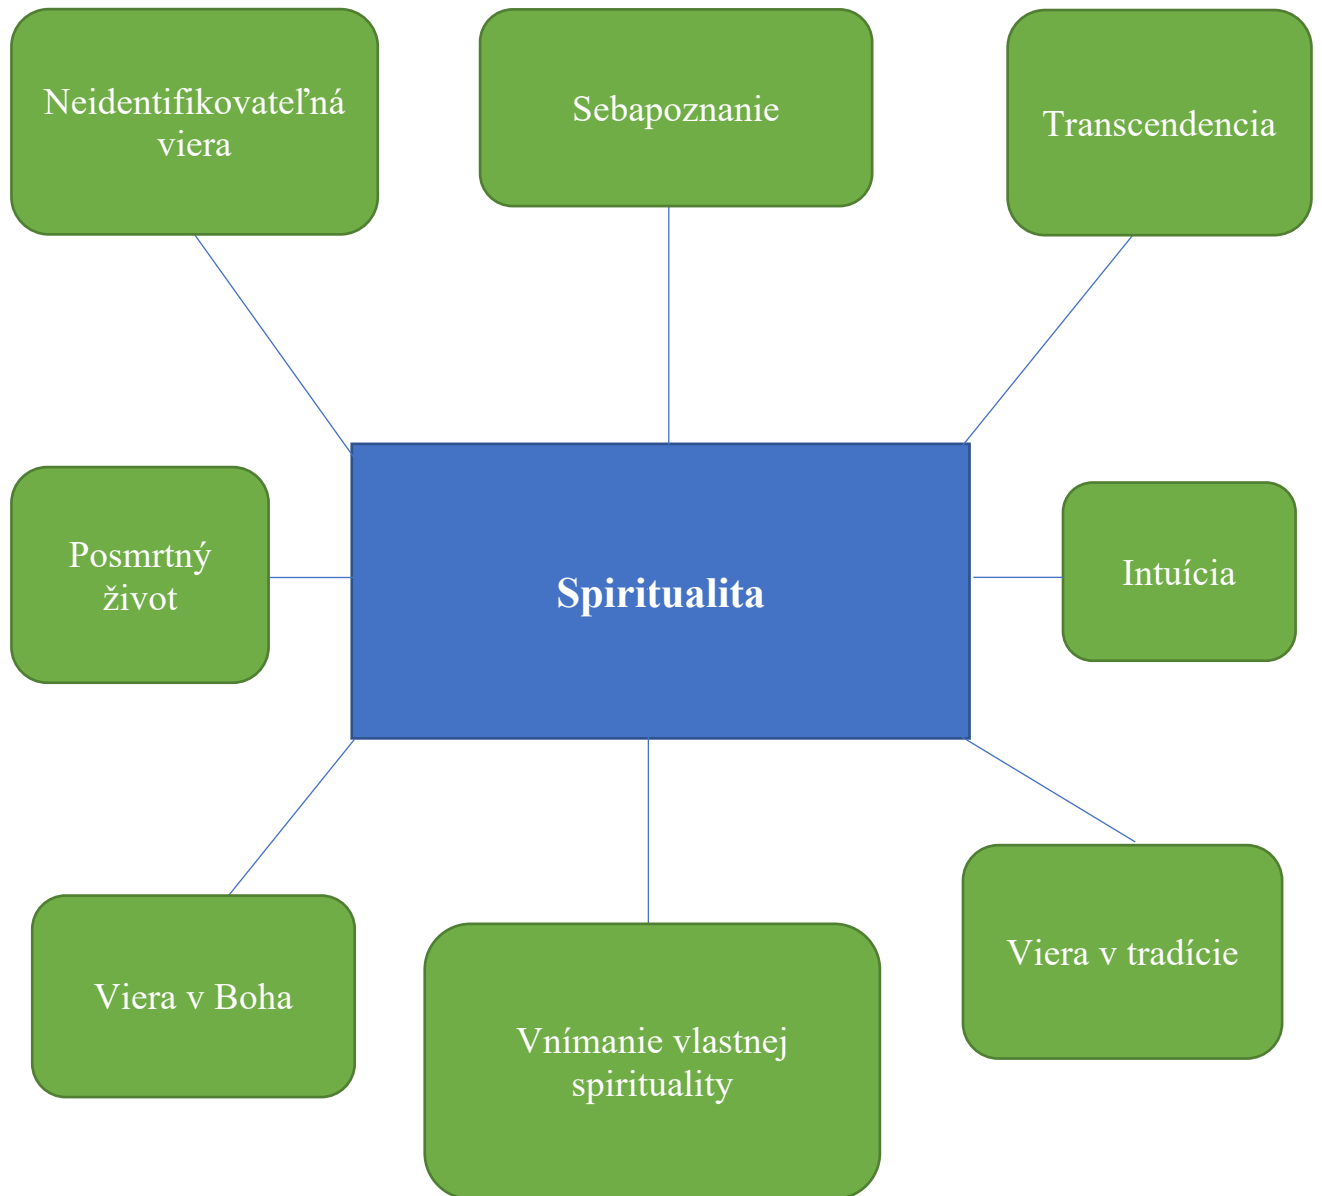 Neidentifikovateľná
viera
Sebapoznanie
Transcendencia
Posmrtný
život
Spiritualita
Intuícia
Viera v Boha
Vnímanie vlastnej
spirituality
Viera v tradície